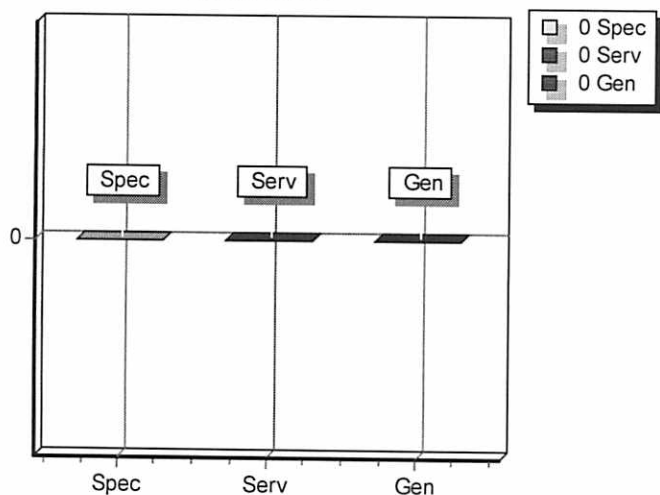 0 Spec
0 Serv
0 Gen
Spec Serv Gen
0
Spec Serv Gen